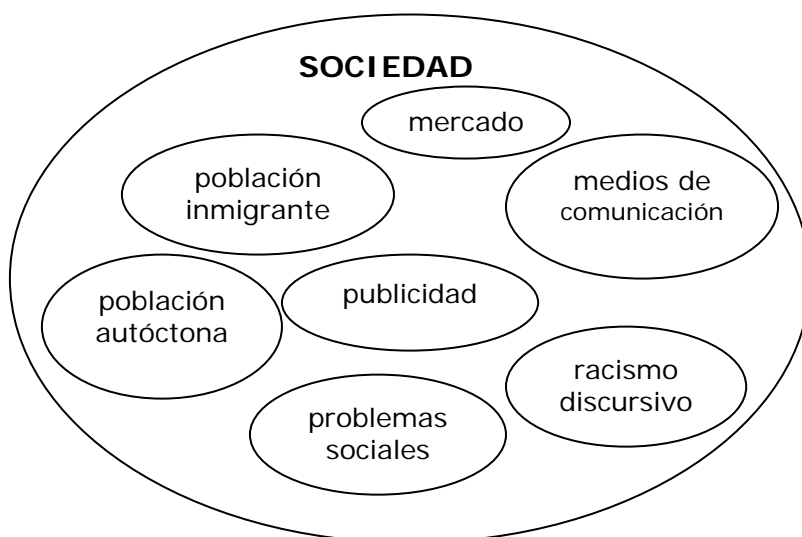 SOCIEDAD
mercado
población
inmigrante
medios de
comunicación
población
autóctona
publicidad
racismo
discursivo
problemas
sociales